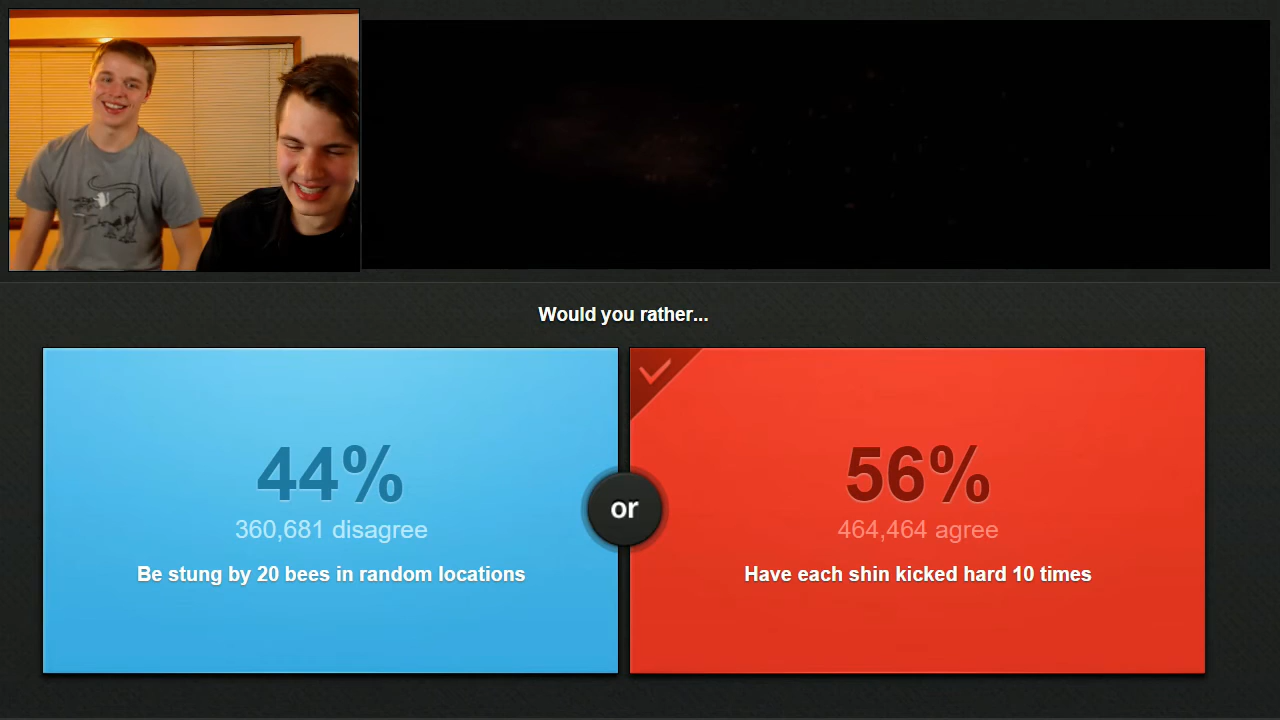 Would you rather...
44%
360,681 disagree
Be stung by 20 bees in random locations
or
56%
464,464 agree
Have each shin kicked hard 10 times